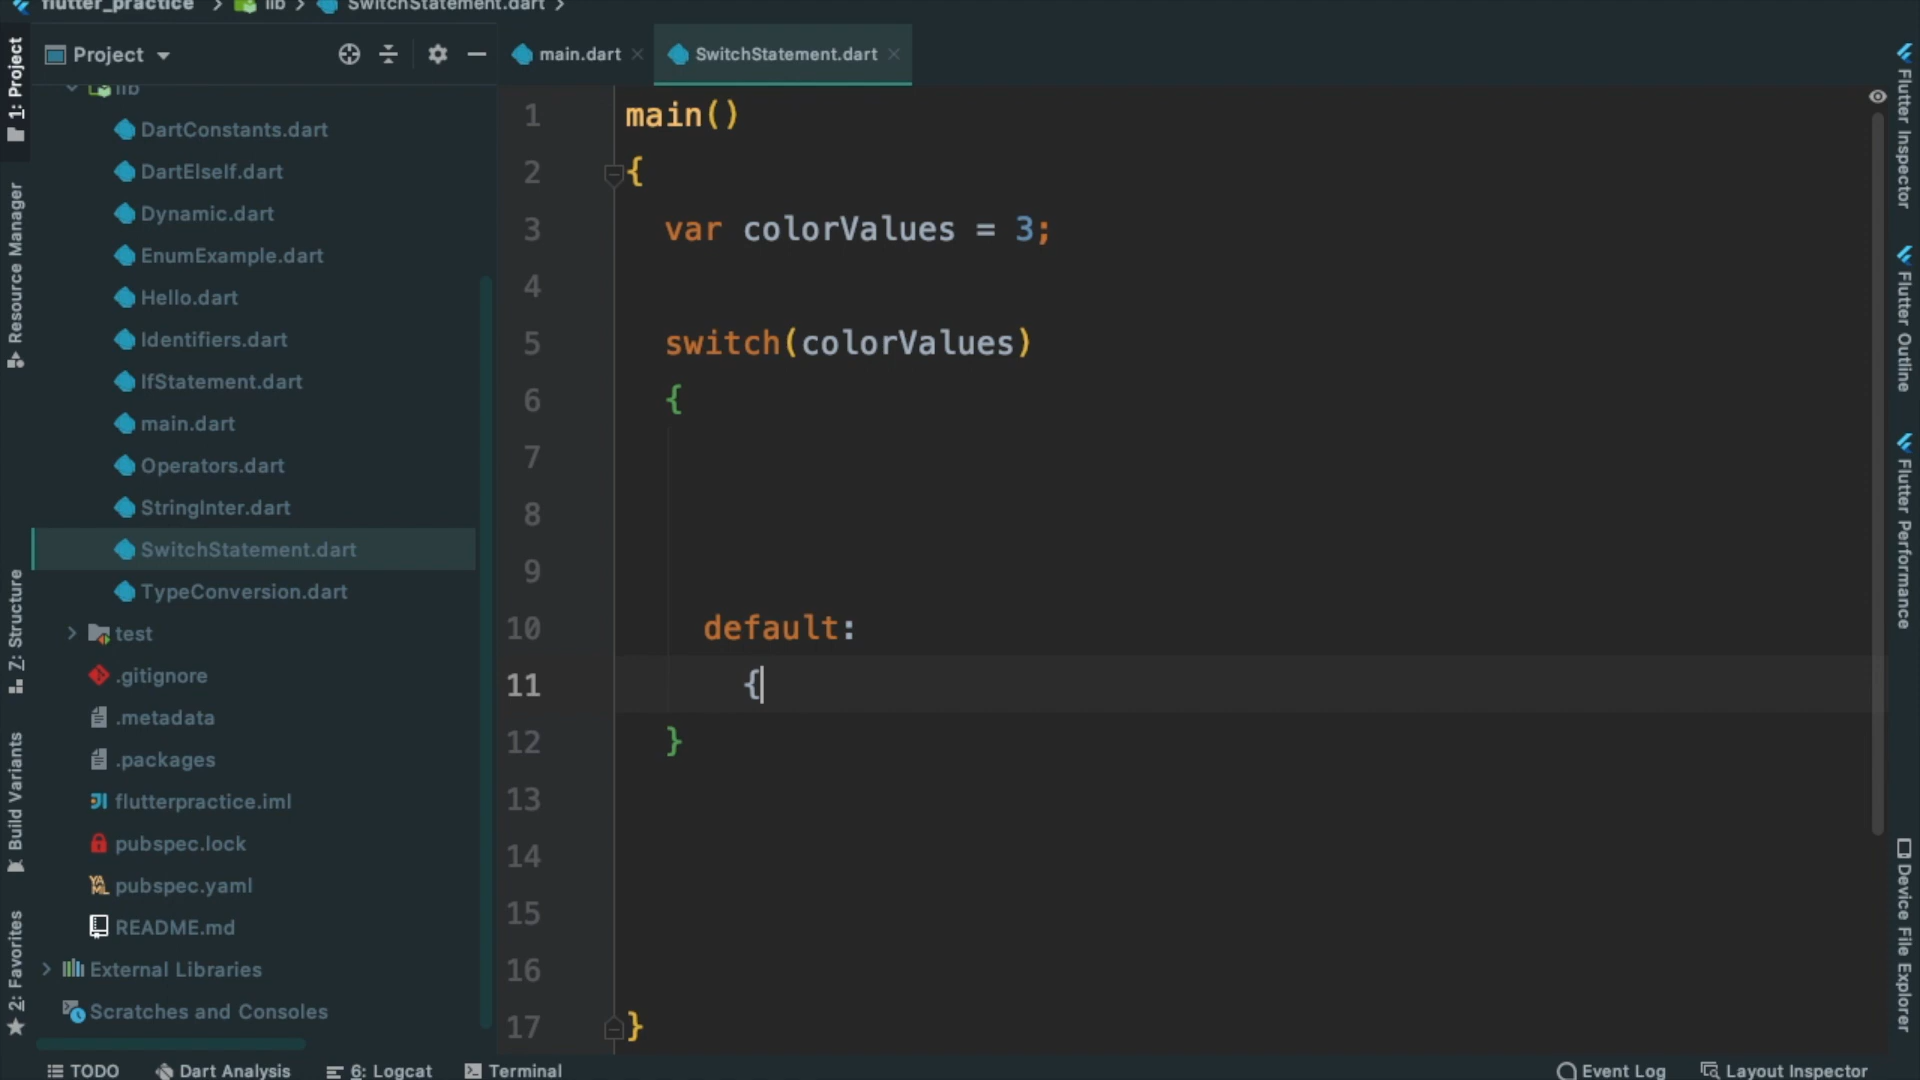 flutter_practice
lib
SwitchStatement.dart
Project
main.dart
SwitchStatement.dart
lib
DartConstants.dart
DartElseIf.dart
Dynamic.dart
EnumExample.dart
Hello.dart
Identifiers.dart
IfStatement.dart
main.dart
Operators.dart
StringInter.dart
SwitchStatement.dart
TypeConversion.dart
test
.gitignore
.metadata
.packages
flutterpractice.iml
pubspec.lock
pubspec.yaml
README.md
External Libraries
Scratches and Consoles
1: Project
Resource Manager
7: Structure
Build Variants
2: Favorites
1 main()
2 {
3 var colorValues = 3;
4
5 switch(colorValues)
6 {
7
8
9
10 default:
11 {
12 }
13
14
15
16
17 }
Flutter Inspector
Flutter Outline
Flutter Performance
Device File Explorer
TODO
Dart Analysis
6: Logcat
Terminal
Event Log
Layout Inspector